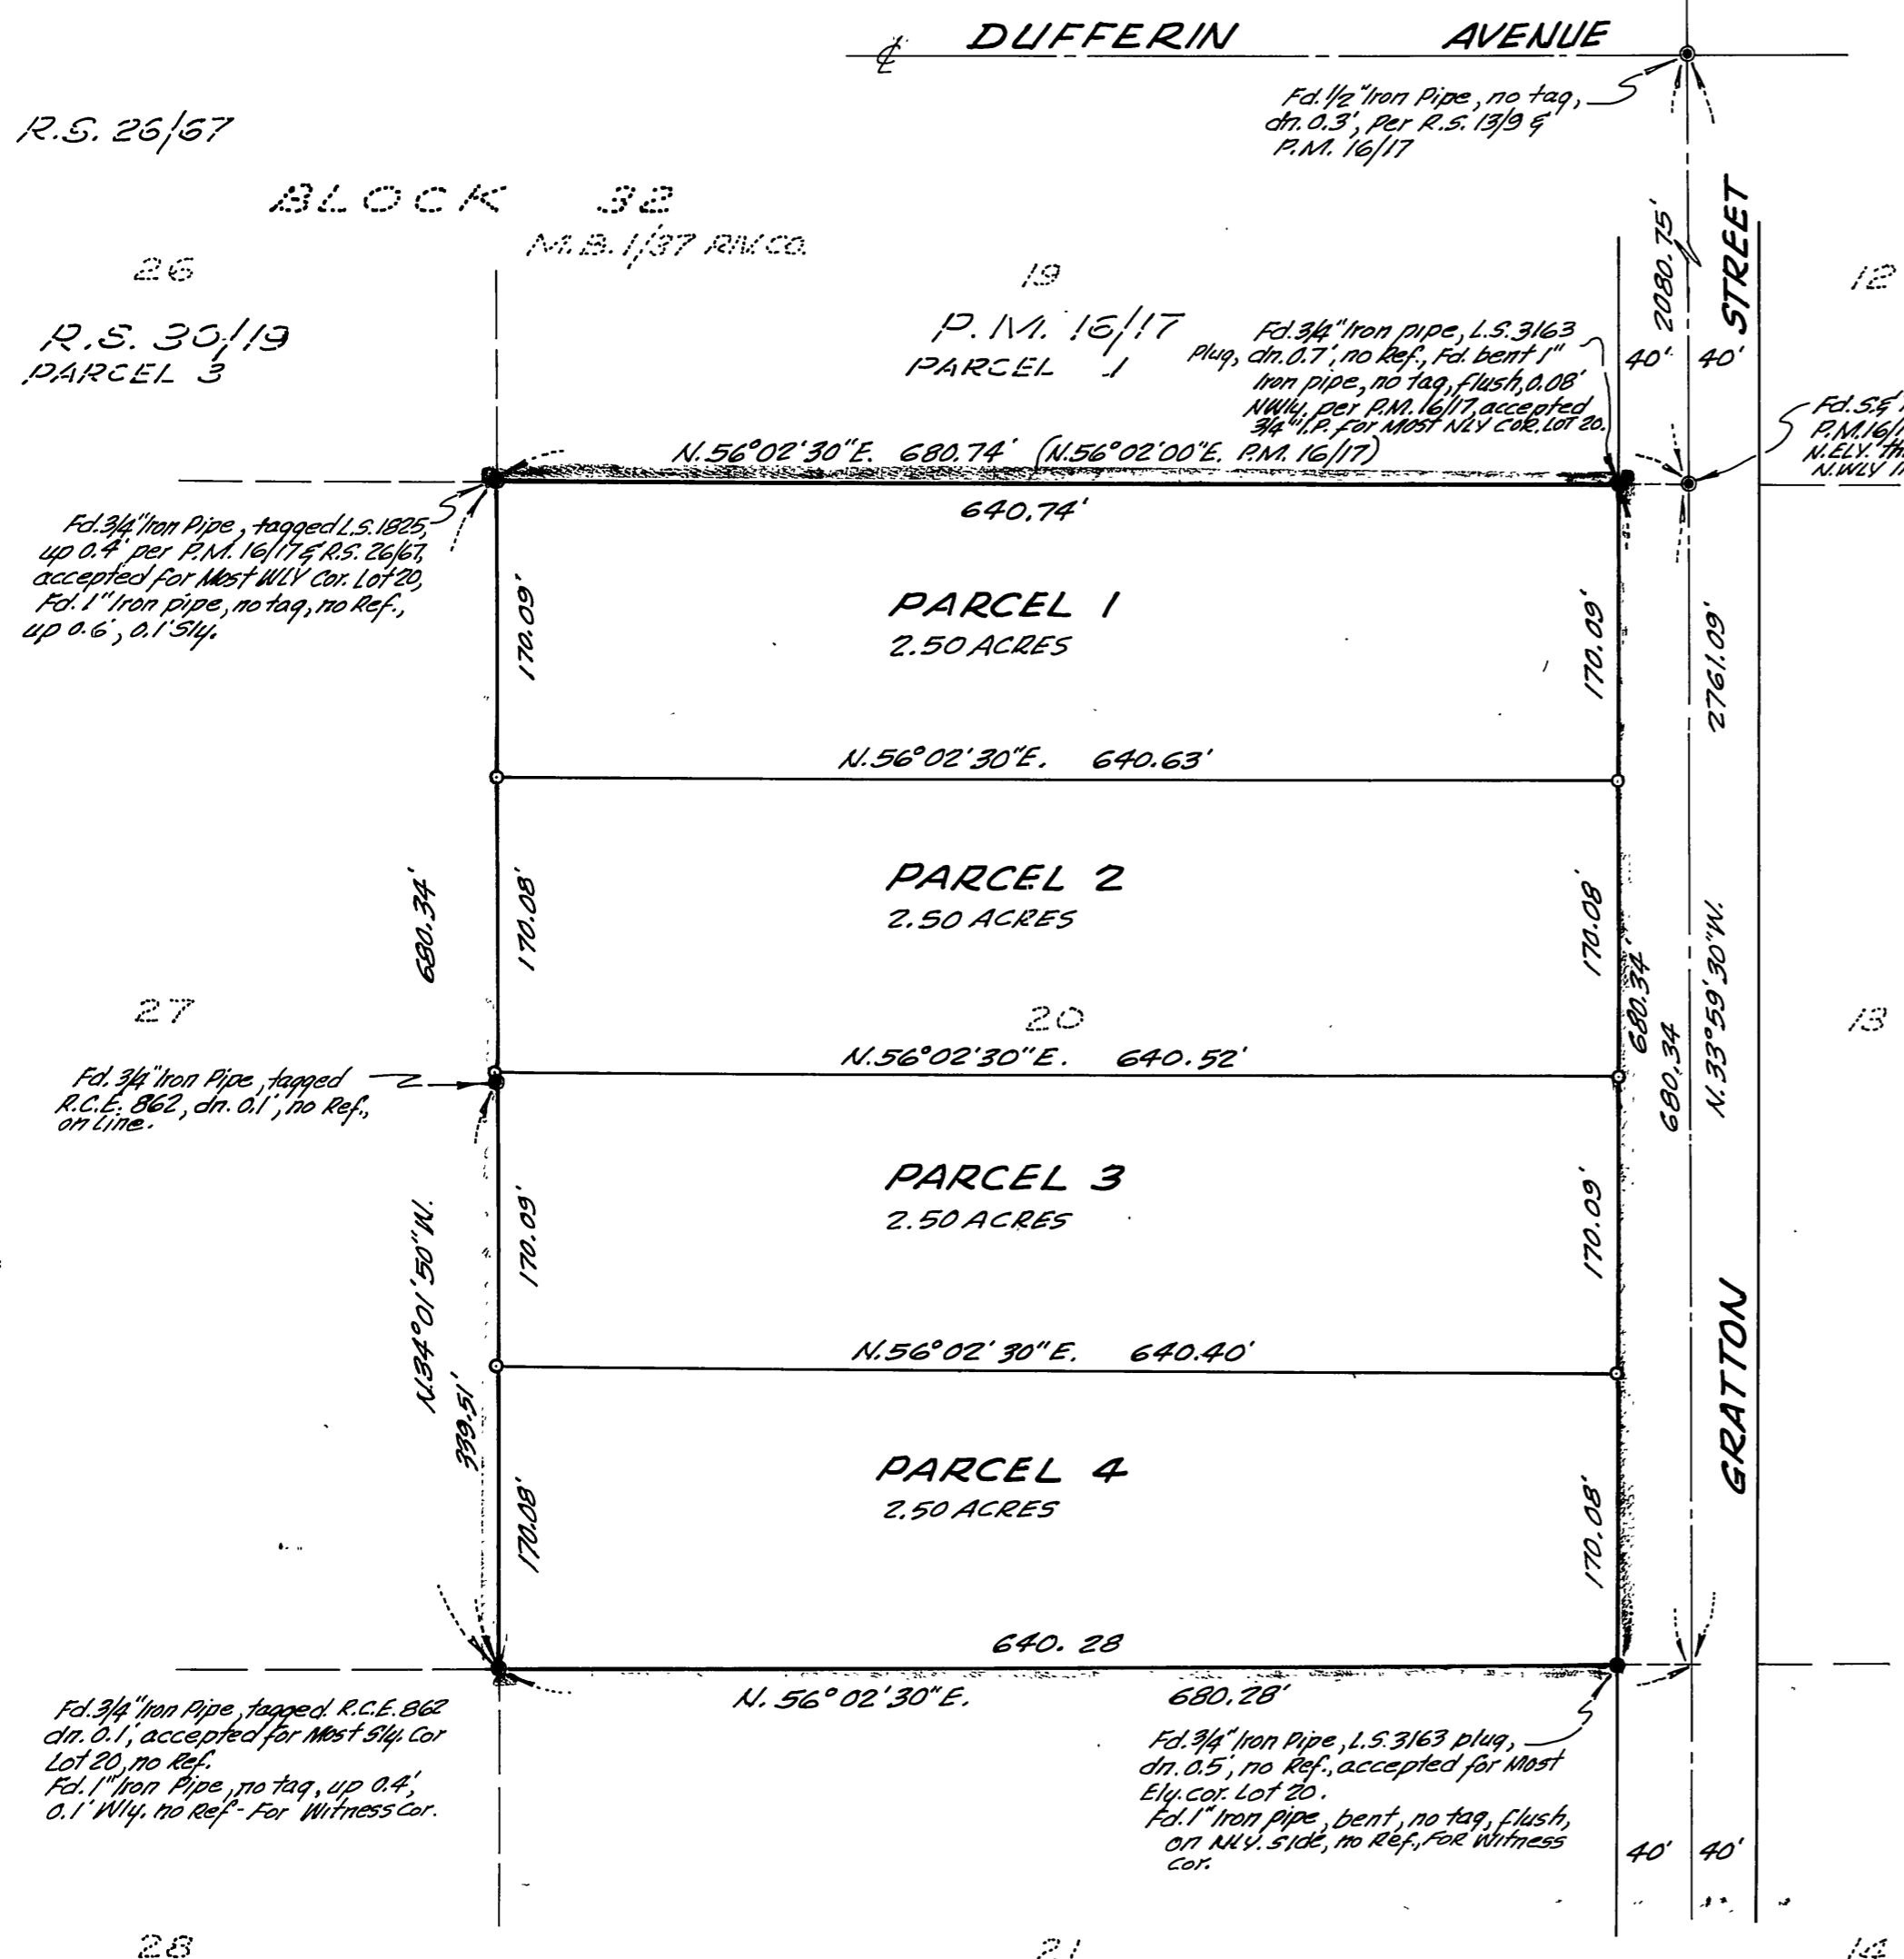 ℄ DUFFERIN AVENUE
Fd. 1/2" Iron Pipe, no tag,
dn. 0.3', per R.S. 13/9 &
P.M. 16/17
R.S. 26/67
BLOCK 32
M.B. 1/37 RIV. CO.
26
19
12
R.S. 30/19
PARCEL 3
P.M. 16/17
PARCEL 1
Fd. 3/4" Iron pipe, L.S. 3163
Plug, dn. 0.7', no Ref., Fd. bent 1"
Iron pipe, no tag, flush, 0.08'
NWly. per P.M. 16/17, accepted
3/4" I.P. for MOST NLY COR. LOT 20.
2080.75'
STREET
40' 40'
Fd. S.&
P.M. 16/1
N.ELY. th
N.WLY
N. 56° 02' 30" E. 680.74' (N. 56° 02' 00" E. P.M. 16/17)
640.74'
Fd. 3/4" Iron Pipe, tagged L.S. 1825,
up 0.4' per P.M. 16/17 & R.S. 26/67,
accepted for Most WLY Cor. Lot 20,
Fd. 1" Iron pipe, no tag, no Ref.,
up 0.6', 0.1' Sly.
170.09'
PARCEL 1
2.50 ACRES
170.09'
2761.09'
N. 56° 02' 30" E. 640.63'
680.34'
170.08'
PARCEL 2
2.50 ACRES
170.08'
680.34'
680.34
N. 33° 59' 30" W.
27
20
13
N. 56° 02' 30" E. 640.52'
Fd. 3/4" Iron Pipe, tagged
R.C.E. 862, dn. 0.1', no Ref.,
on Line.
N. 34° 01' 50" W.
170.09'
PARCEL 3
2.50 ACRES
170.09'
N. 56° 02' 30" E. 640.40'
339.51'
GRATTON
170.08'
PARCEL 4
2.50 ACRES
170.08'
640.28
N. 56° 02' 30" E. 680.28'
Fd. 3/4" Iron Pipe, tagged R.C.E. 862
dn. 0.1', accepted for Most Sly. Cor
Lot 20, no Ref.
Fd. 1" Iron Pipe, no tag, up 0.4',
0.1' Wly. no Ref - For Witness Cor.
Fd. 3/4" Iron Pipe, L.S. 3163 plug,
dn. 0.5', no Ref., accepted for Most
Ely. cor. Lot 20.
Fd. 1" Iron pipe, bent, no tag, flush,
on NLY. side, no Ref., FOR Witness
Cor.
40' 40'
28
21
14